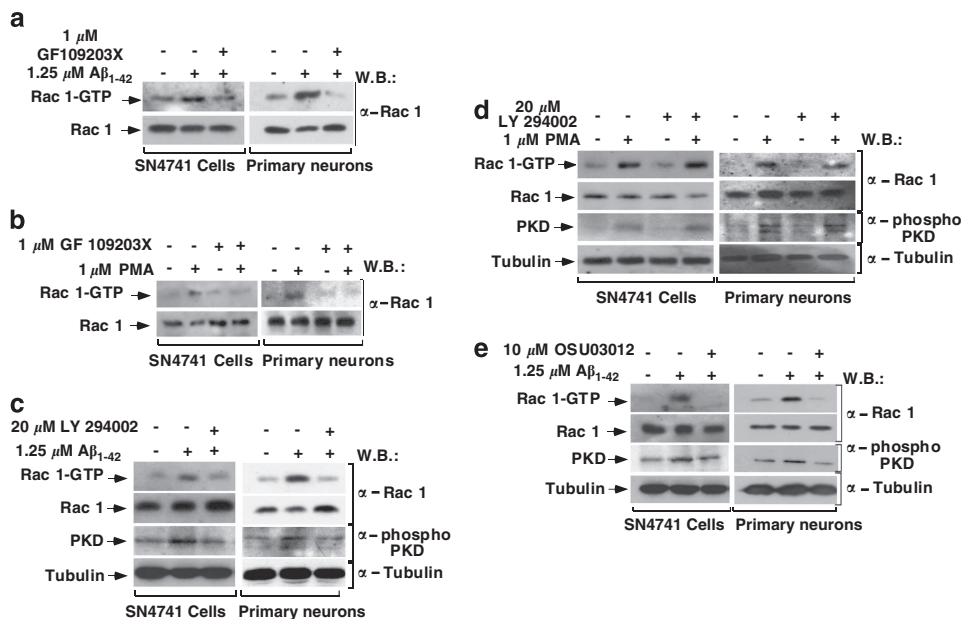 a
1 μM
GF109203X - - + - - +
1.25 μM Aβ1-42 - + + - + + W.B.:
Rac 1-GTP
α-Rac 1
Rac 1
SN4741 Cells Primary neurons
b
1 μM GF 109203X - - + + - - + +
1 μM PMA - + - + - + - + W.B.:
Rac 1-GTP
α-Rac 1
Rac 1
SN4741 Cells Primary neurons
c
20 μM LY 294002 - - + - - +
1.25 μM Aβ1-42 - + + - + + W.B.:
Rac 1-GTP
α-Rac 1
Rac 1
PKD α-phospho
PKD
Tubulin α-Tubulin
SN4741 Cells Primary neurons
d
20 μM
LY 294002 - - + + - - + +
1 μM PMA - + - + - + - + W.B.:
Rac 1-GTP
α-Rac 1
Rac 1
PKD α-phospho
PKD
Tubulin α-Tubulin
SN4741 Cells Primary neurons
e
10 μM OSU03012 - - + - - +
1.25 μM Aβ1-42 - + + - + + W.B.:
Rac 1-GTP
α-Rac 1
Rac 1
PKD α-phospho
PKD
Tubulin α-Tubulin
SN4741 Cells Primary neurons